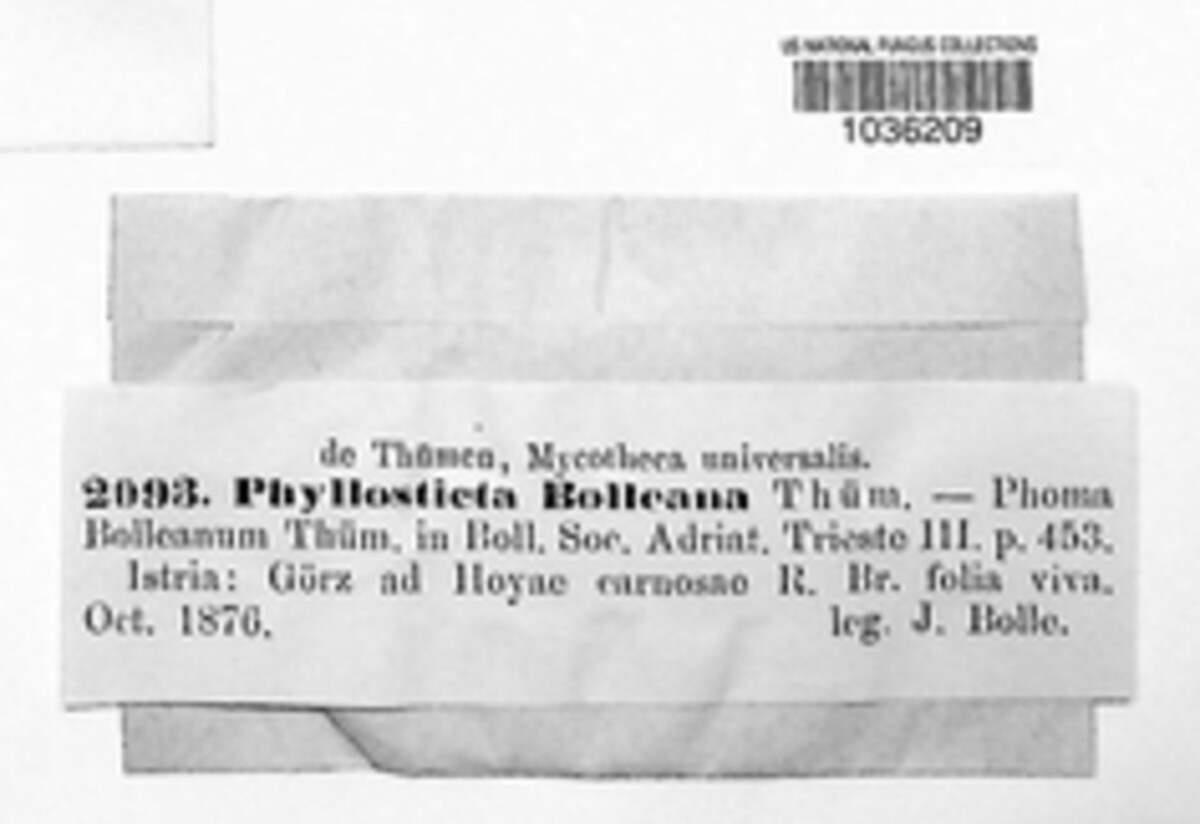 US NATIONAL FUNGUS COLLECTIONS
1036209
de Thümen, Mycotheca universalis.
2093. Phyllosticta Bolleana Thüm. — Phoma
Bolleanum Thüm. in Boll. Soc. Adriat. Trieste III. p. 453.
Istria: Görz ad Hoyae carnosae R. Br. folia viva.
Oct. 1876. leg. J. Bolle.